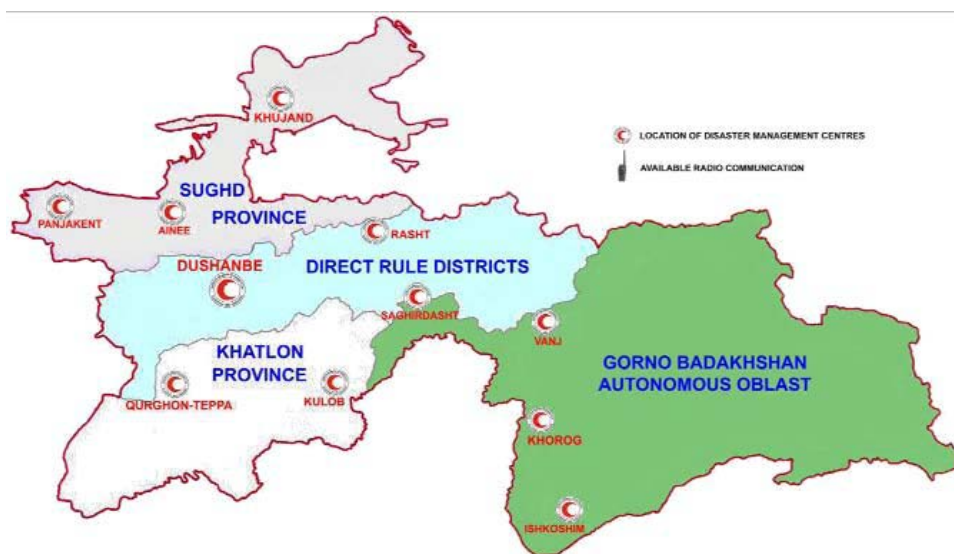 KHUJAND
LOCATION OF DISASTER MANAGEMENT CENTRES
AVAILABLE RADIO COMMUNICATION
SUGHD
PROVINCE
PANJAKENT
AINEE
RASHT
DUSHANBE
DIRECT RULE DISTRICTS
SAGHIRDASHT
VANJ
KHATLON
PROVINCE
GORNO BADAKHSHAN
AUTONOMOUS OBLAST
QURGHON-TEPPA
KULOB
KHOROG
ISHKOSHIM